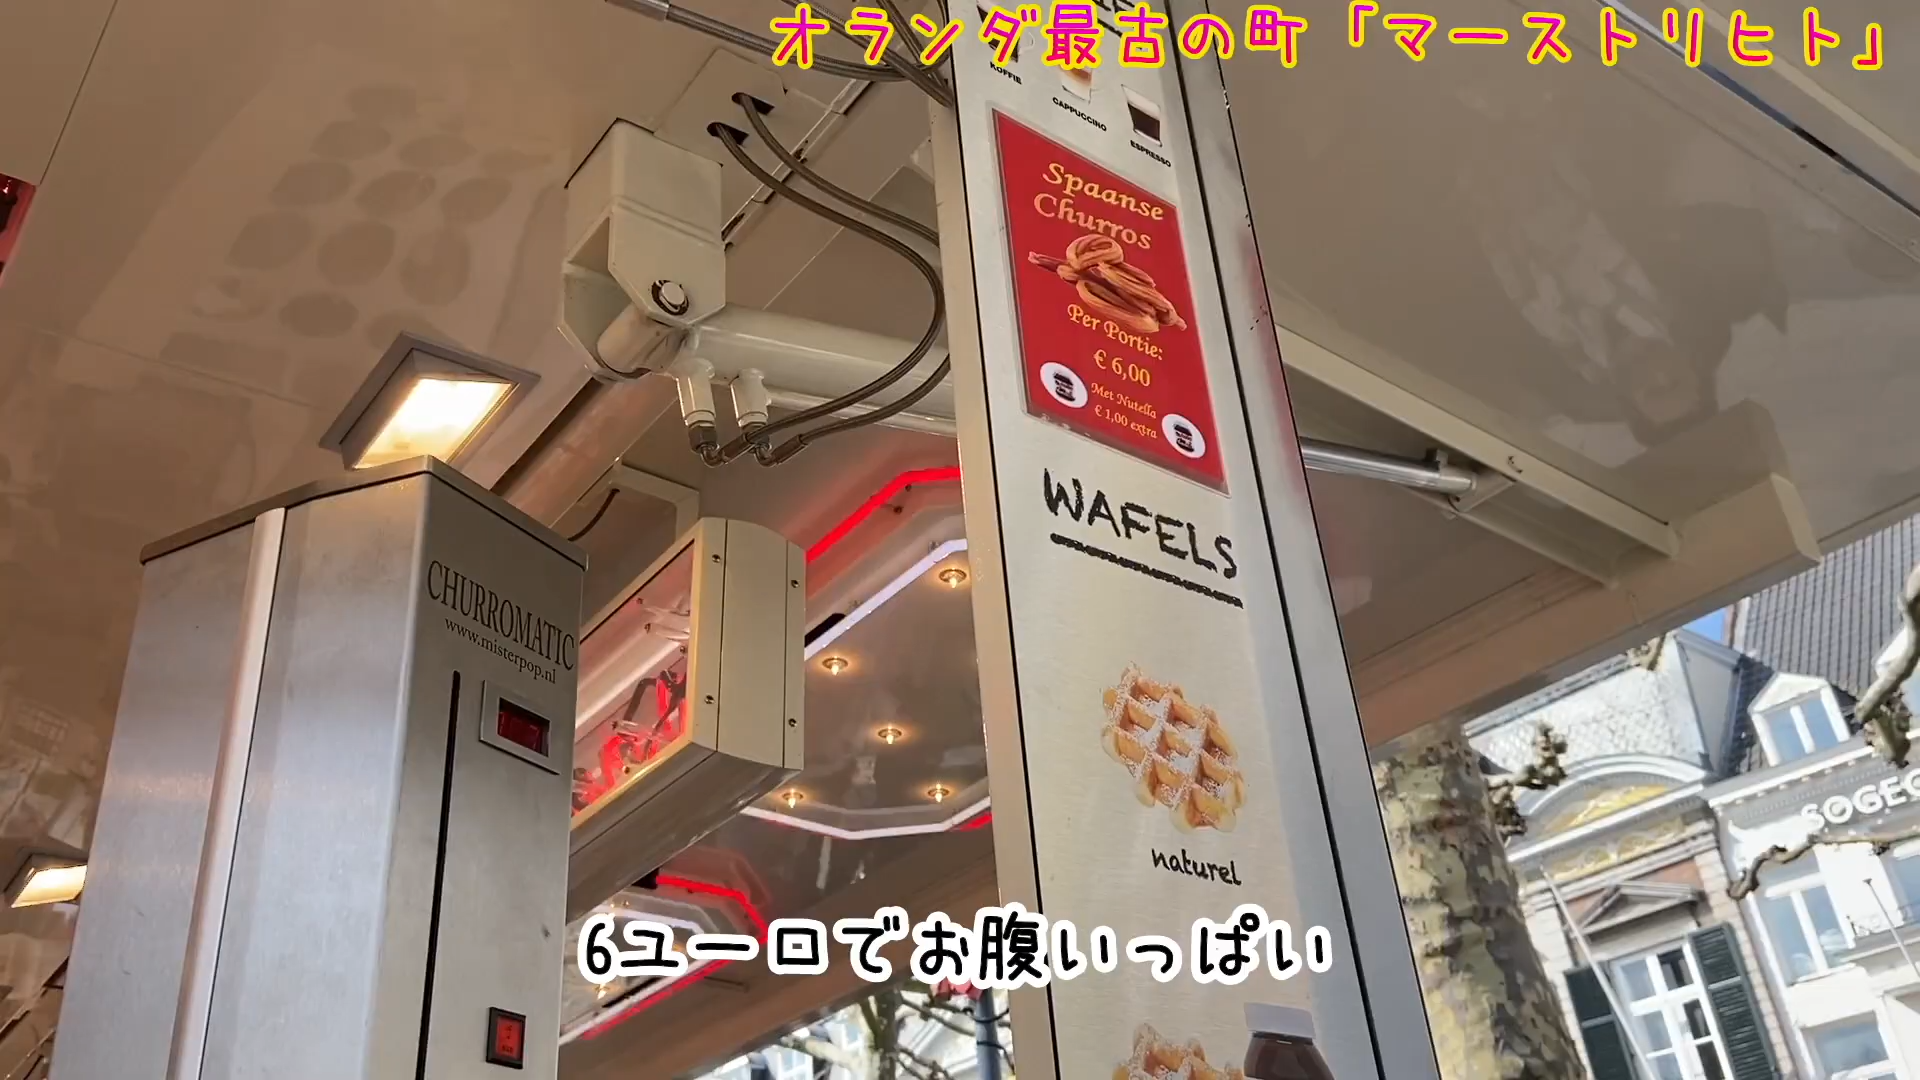 オランダ最古の町「マーストリヒト」
KOFFIE
CAPPUCCINO
ESPRESSO
Spaanse
Churros
Per Portie:
€ 6,00
Met Nutella
€ 1,00 extra
WAFELS
CHURROMATIC
www.misterpop.nl
naturel
SOGEC
6ユーロでお腹いっぱい